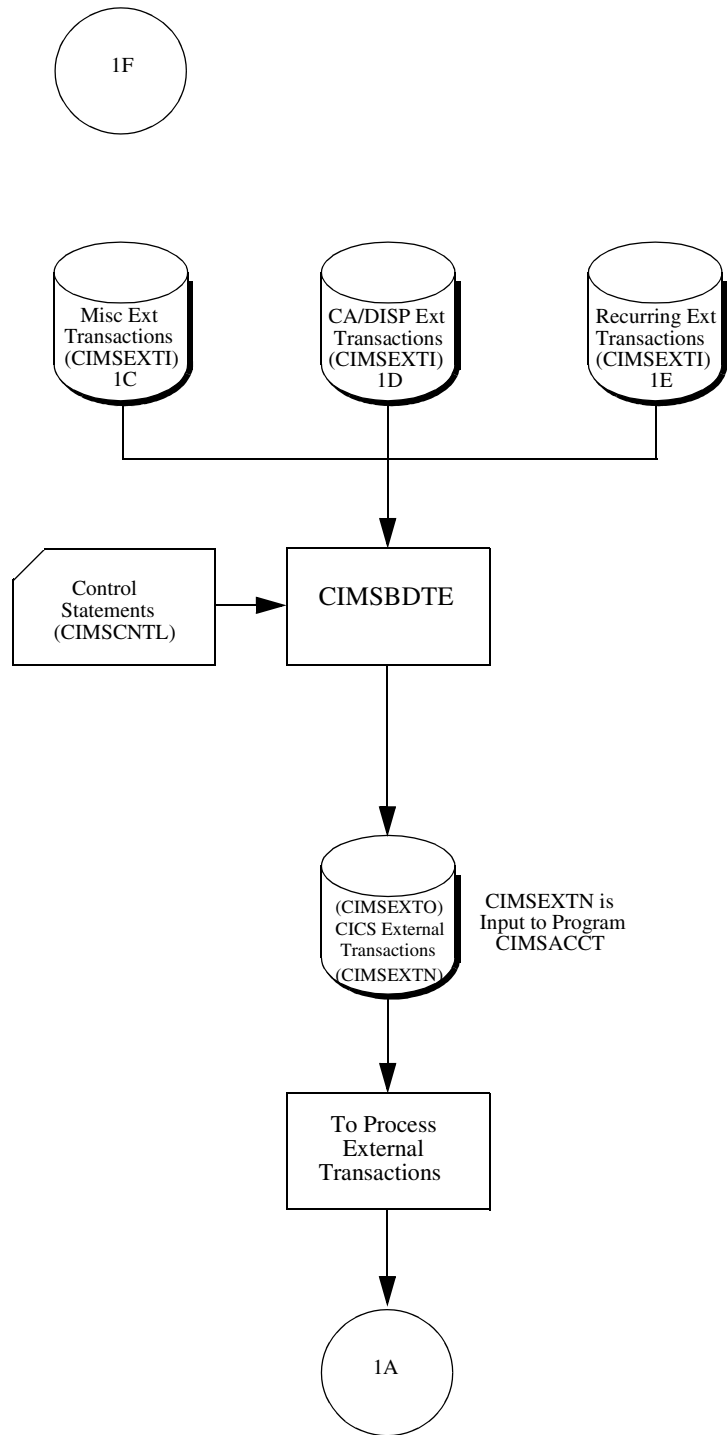 1F
Misc Ext
Transactions
(CIMSEXTI)
1C
CA/DISP Ext
Transactions
(CIMSEXTI)
1D
Recurring Ext
Transactions
(CIMSEXTI)
1E
Control
Statements
(CIMSCNTL)
CIMSBDTE
(CIMSEXTO)
CICS External
Transactions
(CIMSEXTN)
CIMSEXTN is
Input to Program
CIMSACCT
To Process
External
Transactions
1A